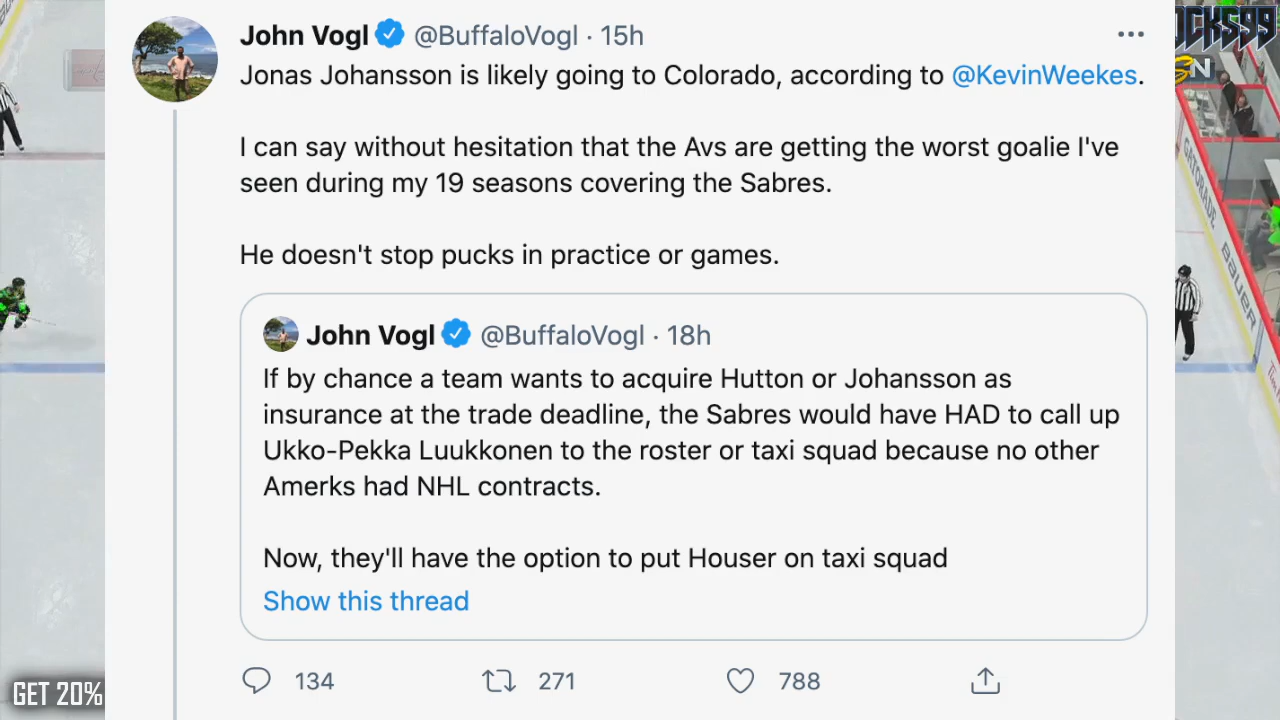 John Vogl @BuffaloVogl · 15h
Jonas Johansson is likely going to Colorado, according to @KevinWeekes.
I can say without hesitation that the Avs are getting the worst goalie I've
seen during my 19 seasons covering the Sabres.
He doesn't stop pucks in practice or games.
John Vogl @BuffaloVogl · 18h
If by chance a team wants to acquire Hutton or Johansson as
insurance at the trade deadline, the Sabres would have HAD to call up
Ukko-Pekka Luukkonen to the roster or taxi squad because no other
Amerks had NHL contracts.
Now, they'll have the option to put Houser on taxi squad
Show this thread
134 271 788
GATORADE
BAUER
GET 20%